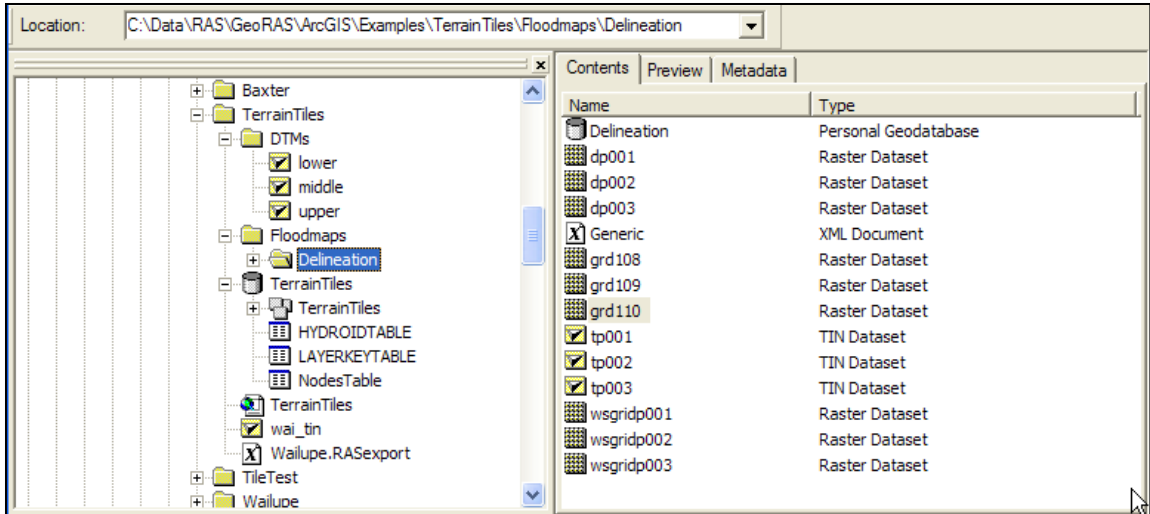 Location: C:\Data\RAS\GeoRAS\ArcGIS\Examples\TerrainTiles\Floodmaps\Delineation
Baxter
TerrainTiles
DTMs
lower
middle
upper
Floodmaps
Delineation
TerrainTiles
TerrainTiles
HYDROIDTABLE
LAYERKEYTABLE
NodesTable
TerrainTiles
wai_tin
Wailupe.RASexport
TileTest
Wailupe
Contents Preview Metadata
Name Type
Delineation Personal Geodatabase
dp001 Raster Dataset
dp002 Raster Dataset
dp003 Raster Dataset
Generic XML Document
grd108 Raster Dataset
grd109 Raster Dataset
grd110 Raster Dataset
tp001 TIN Dataset
tp002 TIN Dataset
tp003 TIN Dataset
wsgridp001 Raster Dataset
wsgridp002 Raster Dataset
wsgridp003 Raster Dataset